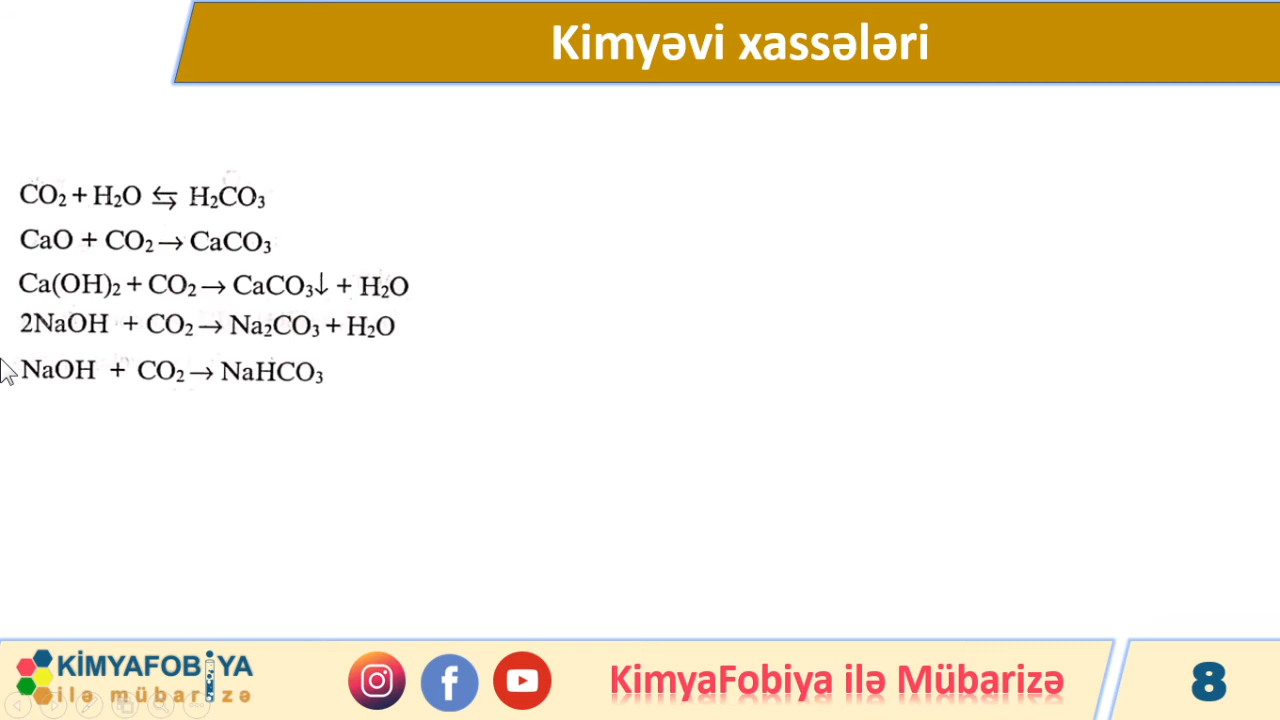 Kimyəvi xassələri
CO₂ + H₂O ⇆ H₂CO₃
CaO + CO₂ → CaCO₃
Ca(OH)₂ + CO₂ → CaCO₃↓ + H₂O
2NaOH + CO₂ → Na₂CO₃ + H₂O
NaOH + CO₂ → NaHCO₃
KİMYAFOBİYA
ilə mübarizə
KimyaFobiya ilə Mübarizə
8